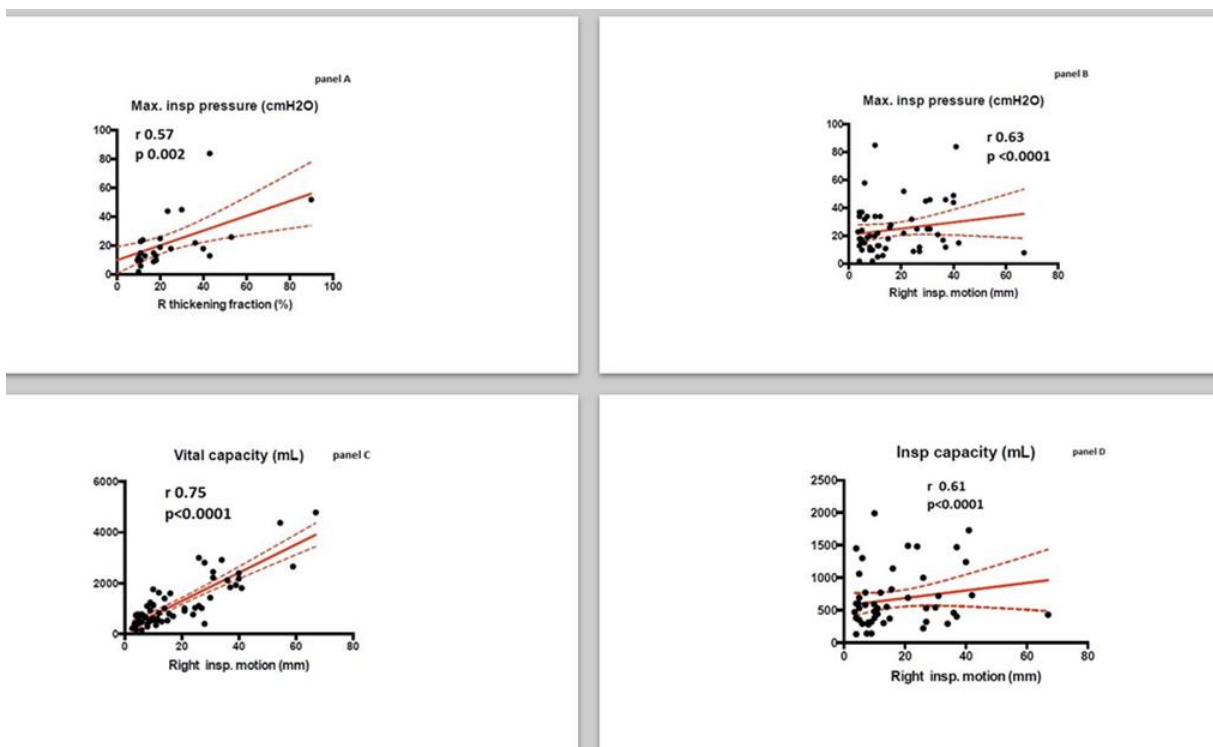 panel A
Max. insp pressure (cmH2O)
r 0.57
p 0.002
100
80
60
40
20
0
0 20 40 60 80 100
R thickening fraction (%)
panel B
Max. insp pressure (cmH2O)
r 0.63
p <0.0001
100
80
60
40
20
0
0 20 40 60 80
Right insp. motion (mm)
Vital capacity (mL) panel C
r 0.75
p<0.0001
6000
4000
2000
0
0 20 40 60 80
Right insp. motion (mm)
Insp capacity (mL) panel D
r 0.61
p<0.0001
2500
2000
1500
1000
500
0
0 20 40 60 80
Right insp. motion (mm)